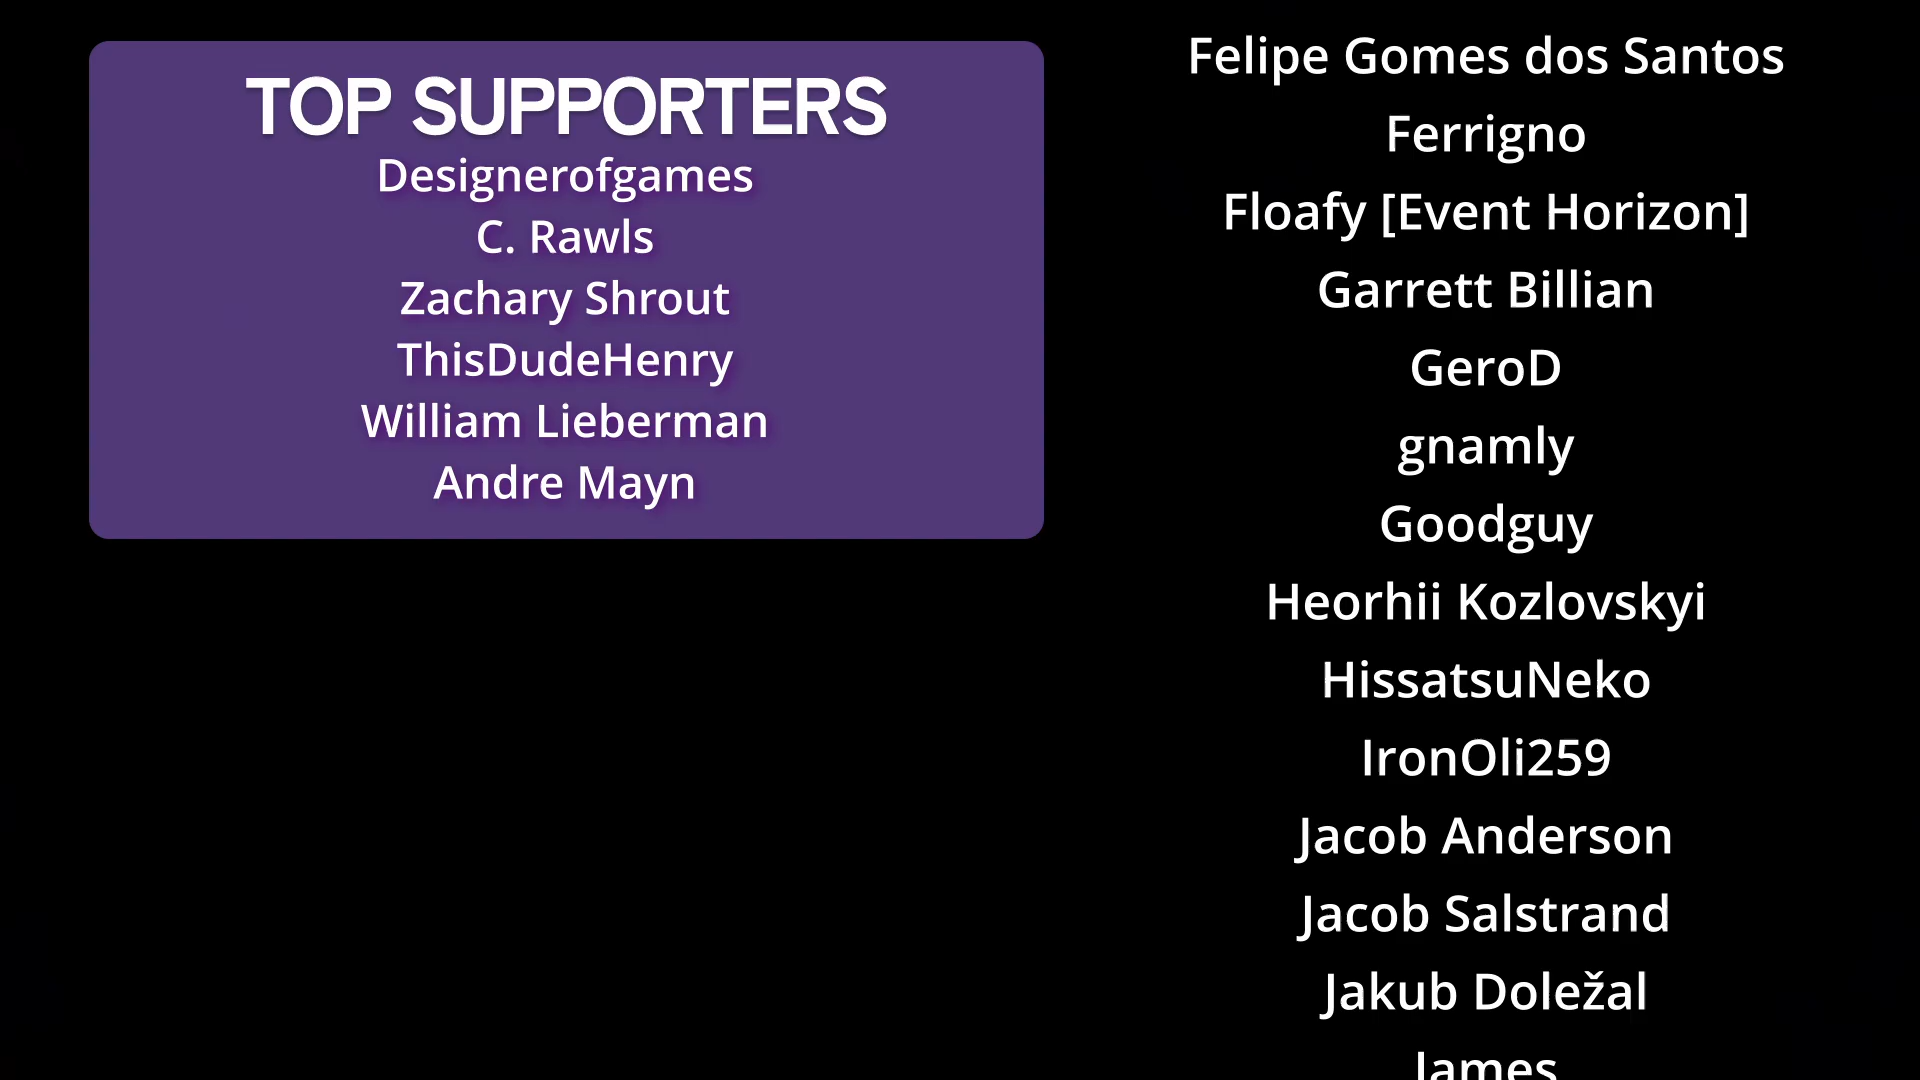 TOP SUPPORTERS
Designerofgames
C. Rawls
Zachary Shrout
ThisDudeHenry
William Lieberman
Andre Mayn
Felipe Gomes dos Santos
Ferrigno
Floafy [Event Horizon]
Garrett Billian
GeroD
gnamly
Goodguy
Heorhii Kozlovskyi
HissatsuNeko
IronOli259
Jacob Anderson
Jacob Salstrand
Jakub Doležal
James